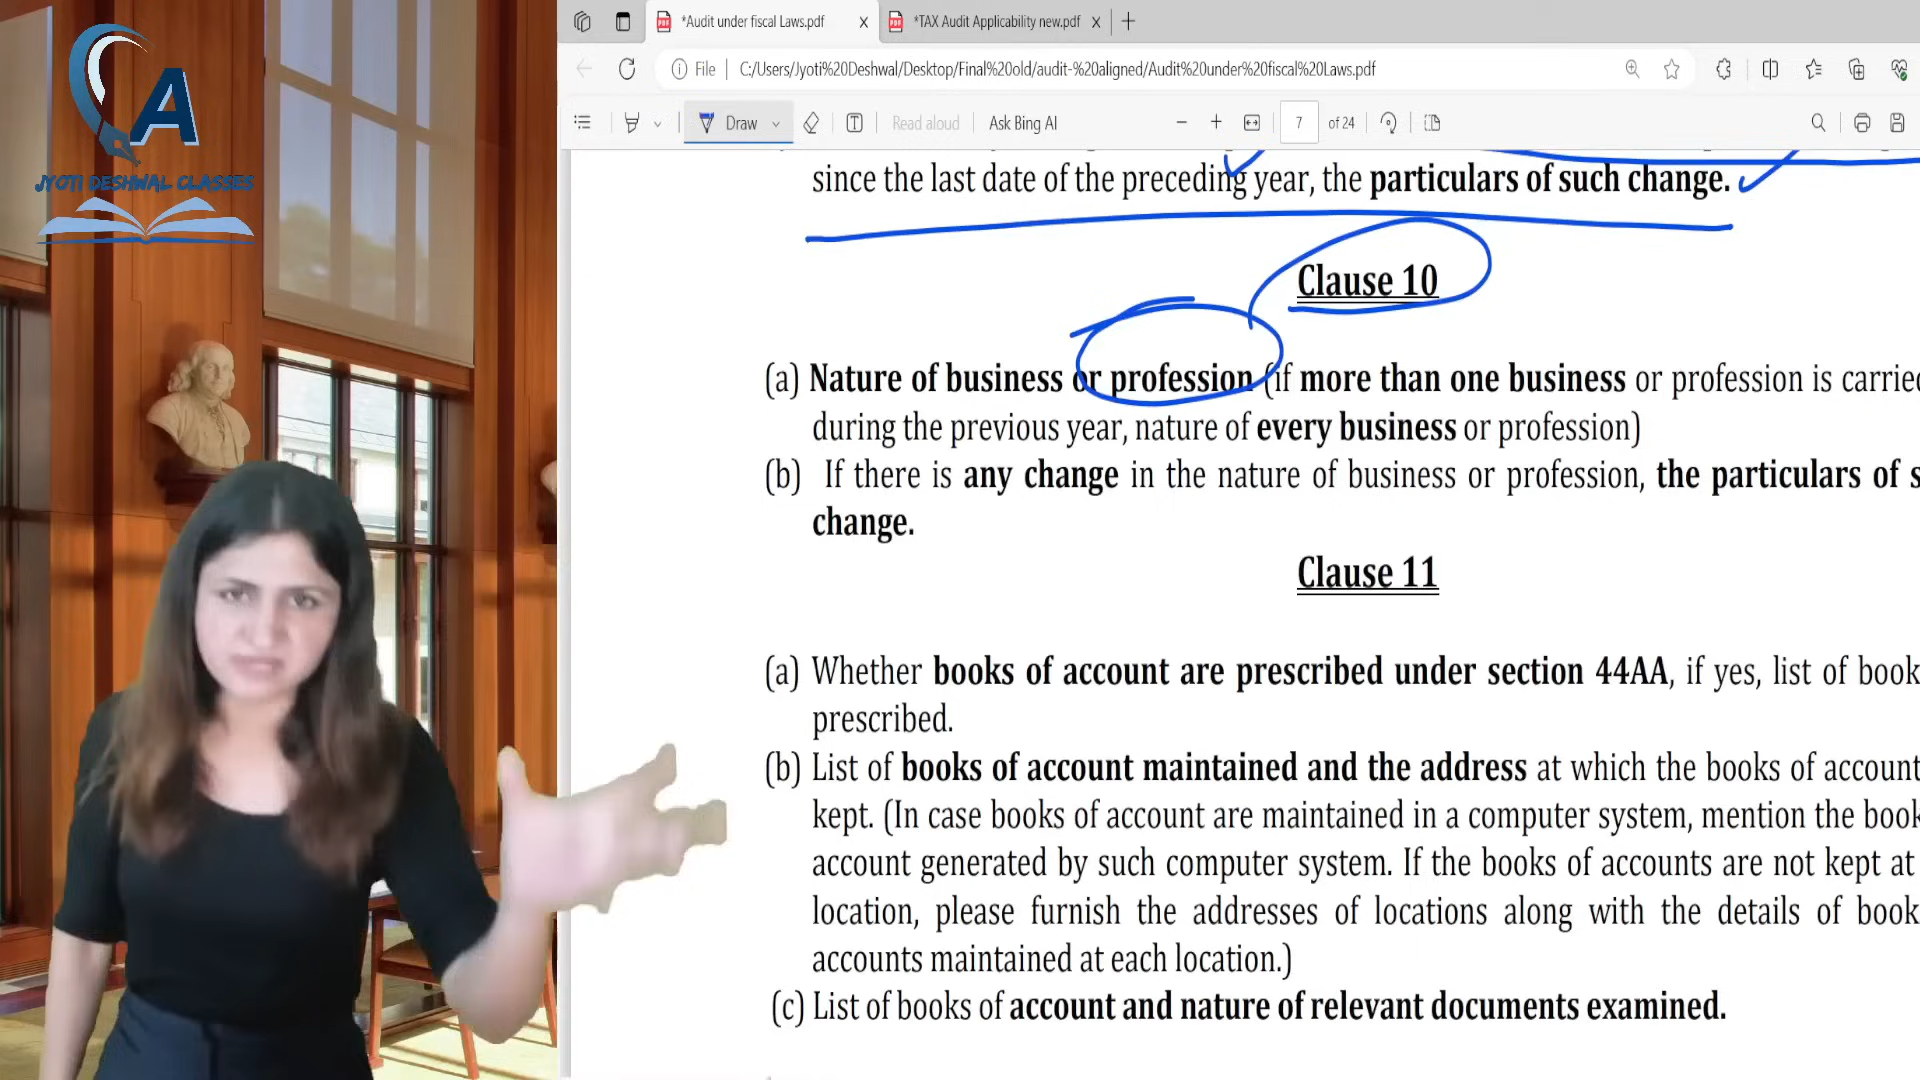 *Audit under fiscal Laws.pdf
*TAX Audit Applicability new.pdf
File
C:/Users/Jyoti%20Deshwal/Desktop/Final%20old/audit-%20aligned/Audit%20under%20fiscal%20Laws.pdf
Draw
Read aloud
Ask Bing AI
7
of 24
A
JYOTI DESHWAL CLASSES
since the last date of the preceding year, the particulars of such change.
Clause 10
(a) Nature of business or profession (if more than one business or profession is carried
during the previous year, nature of every business or profession)
(b) If there is any change in the nature of business or profession, the particulars of s
change.
Clause 11
(a) Whether books of account are prescribed under section 44AA, if yes, list of book
prescribed.
(b) List of books of account maintained and the address at which the books of account
kept. (In case books of account are maintained in a computer system, mention the book
account generated by such computer system. If the books of accounts are not kept at
location, please furnish the addresses of locations along with the details of book
accounts maintained at each location.)
(c) List of books of account and nature of relevant documents examined.